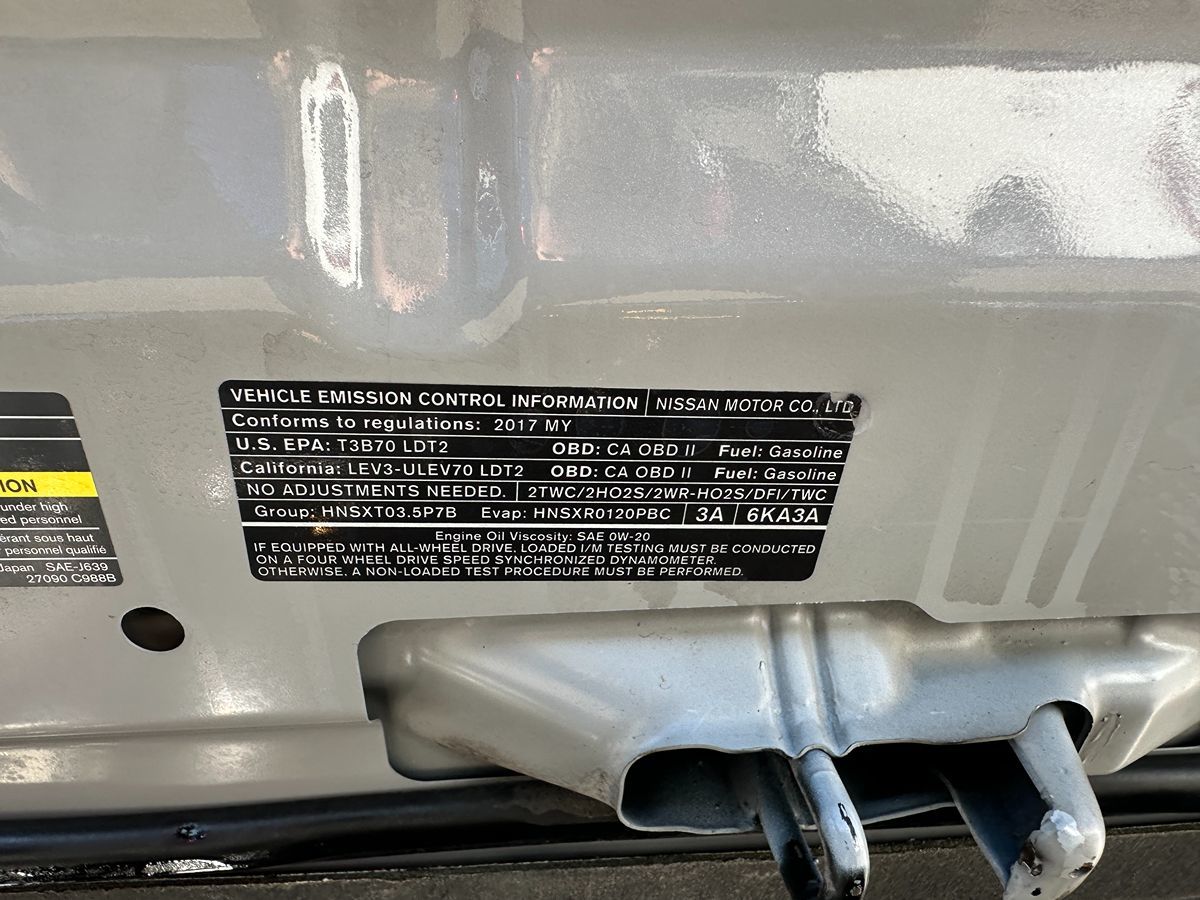 VEHICLE EMISSION CONTROL INFORMATION NISSAN MOTOR CO., LTD
Conforms to regulations: 2017 MY
U.S. EPA: T3B70 LDT2 OBD: CA OBD II Fuel: Gasoline
California: LEV3-ULEV70 LDT2 OBD: CA OBD II Fuel: Gasoline
NO ADJUSTMENTS NEEDED. 2TWC/2HO2S/2WR-HO2S/DFI/TWC
Group: HNSXT03.5P7B Evap: HNSXR0120PBC 3A 6KA3A
Engine Oil Viscosity: SAE 0W-20
IF EQUIPPED WITH ALL-WHEEL DRIVE, LOADED I/M TESTING MUST BE CONDUCTED
ON A FOUR WHEEL DRIVE SPEED SYNCHRONIZED DYNAMOMETER.
OTHERWISE, A NON-LOADED TEST PROCEDURE MUST BE PERFORMED.
ION
under high
ed personnel
érant sous haut
personnel qualifié
Japan SAE-J639
27090 C988B